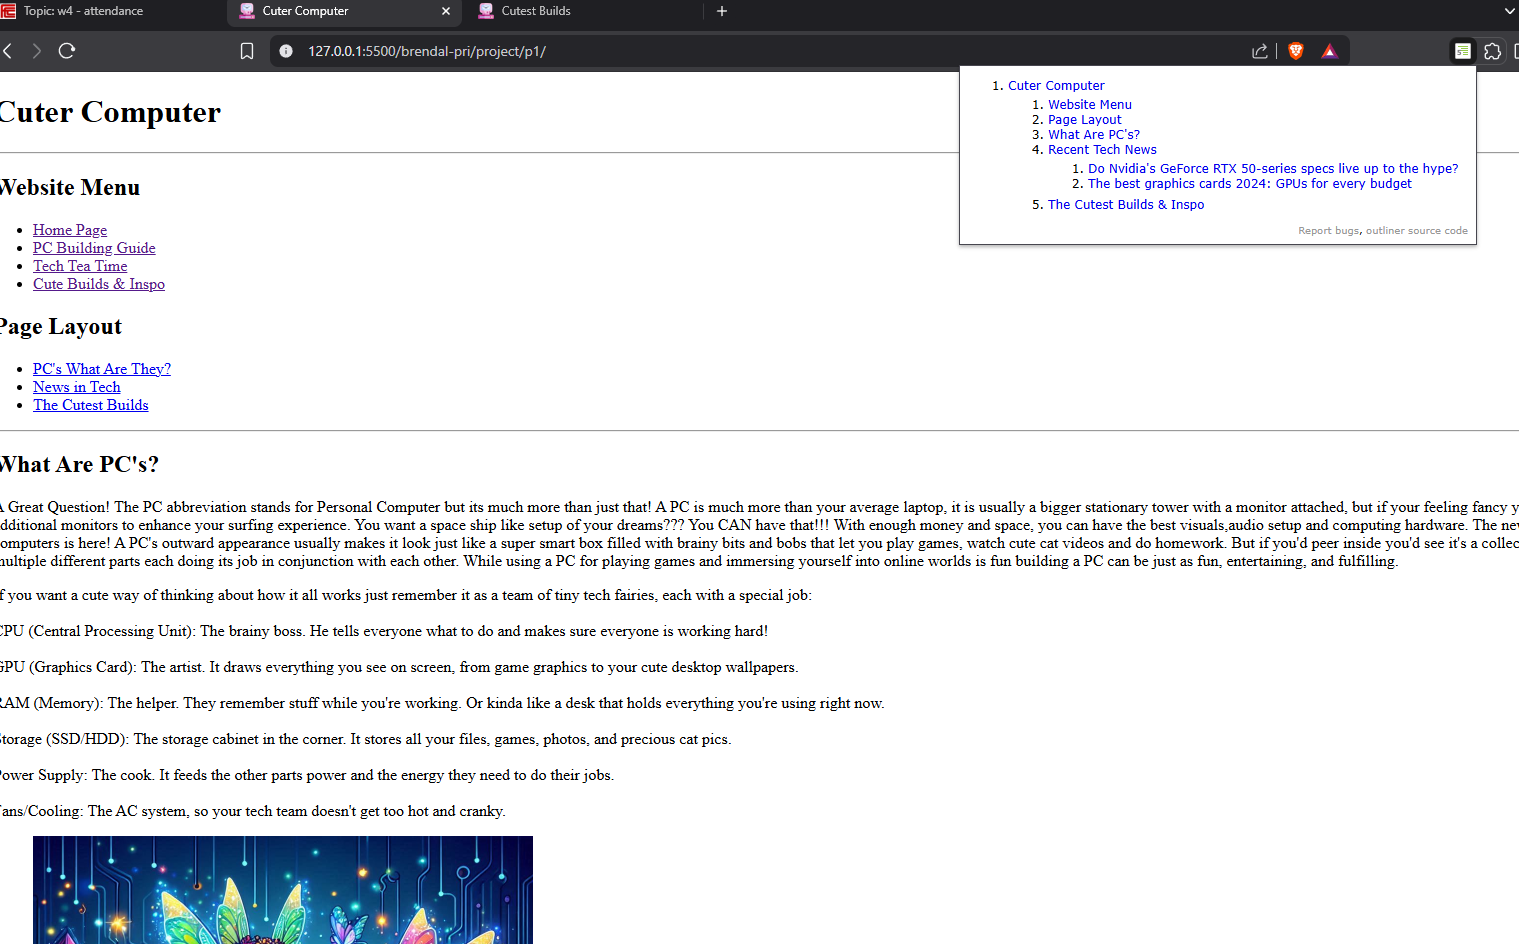 Topic: w4 - attendance
Cuter Computer
Cutest Builds
127.0.0.1:5500/brendal-pri/project/p1/
1. Cuter Computer
1. Website Menu
2. Page Layout
3. What Are PC's?
4. Recent Tech News
1. Do Nvidia's GeForce RTX 50-series specs live up to the hype?
2. The best graphics cards 2024: GPUs for every budget
5. The Cutest Builds & Inspo
Report bugs, outliner source code
Cuter Computer
Website Menu
Home Page
PC Building Guide
Tech Tea Time
Cute Builds & Inspo
Page Layout
PC's What Are They?
News in Tech
The Cutest Builds
What Are PC's?
A Great Question! The PC abbreviation stands for Personal Computer but its much more than just that! A PC is much more than your average laptop, it is usually a bigger stationary tower with a monitor attached, but if your feeling fancy
additional monitors to enhance your surfing experience. You want a space ship like setup of your dreams??? You CAN have that!!! With enough money and space, you can have the best visuals,audio setup and computing hardware. The
computers is here! A PC's outward appearance usually makes it look just like a super smart box filled with brainy bits and bobs that let you play games, watch cute cat videos and do homework. But if you'd peer inside you'd see it's a
multiple different parts each doing its job in conjunction with each other. While using a PC for playing games and immersing yourself into online worlds is fun building a PC can be just as fun, entertaining, and fulfilling.
If you want a cute way of thinking about how it all works just remember it as a team of tiny tech fairies, each with a special job:
CPU (Central Processing Unit): The brainy boss. He tells everyone what to do and makes sure everyone is working hard!
GPU (Graphics Card): The artist. It draws everything you see on screen, from game graphics to your cute desktop wallpapers.
RAM (Memory): The helper. They remember stuff while you're working. Or kinda like a desk that holds everything you're using right now.
Storage (SSD/HDD): The storage cabinet in the corner. It stores all your files, games, photos, and precious cat pics.
Power Supply: The cook. It feeds the other parts power and the energy they need to do their jobs.
Fans/Cooling: The AC system, so your tech team doesn't get too hot and cranky.